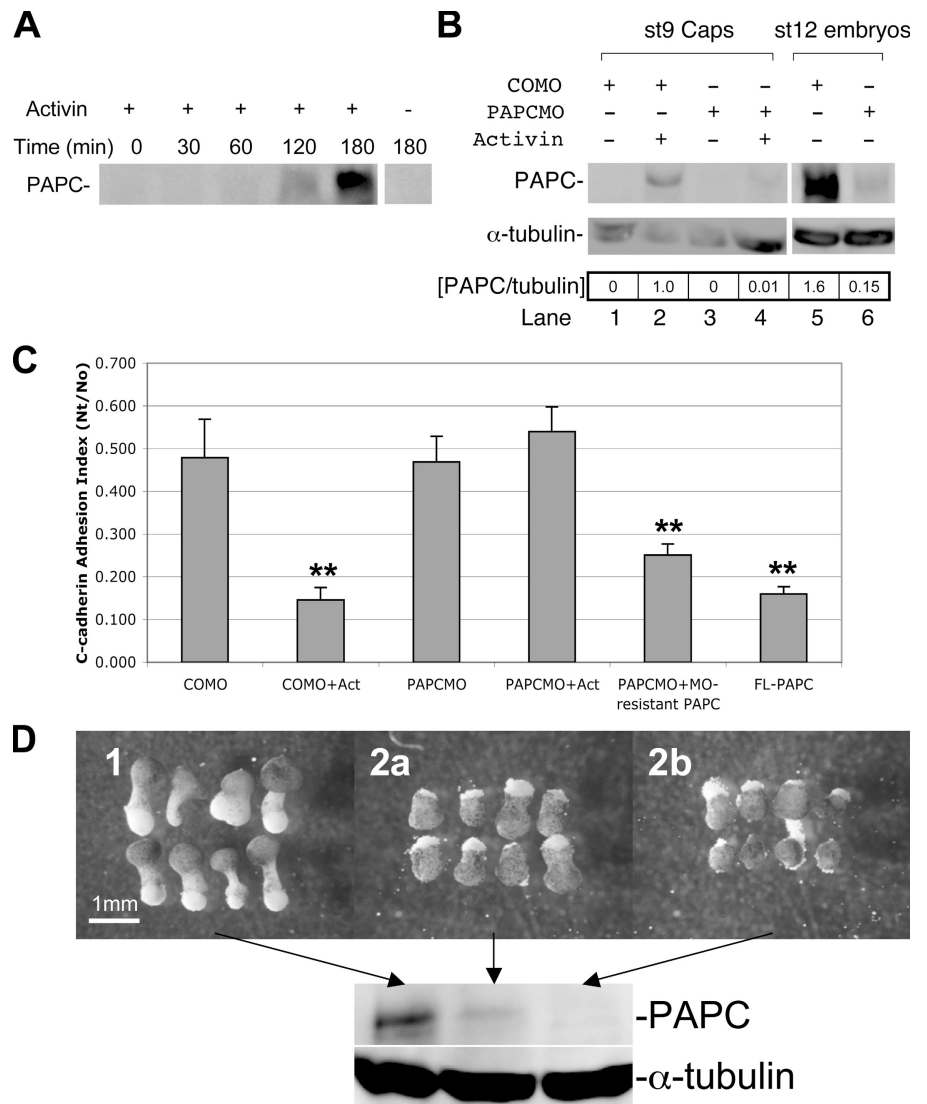 A
Activin + + + + + -
Time (min) 0 30 60 120 180 180
PAPC-
B
st9 Caps st12 embryos
COMO + + – – + –
PAPCMO – – + + – +
Activin – + – + – –
PAPC-
α-tubulin-
[PAPC/tubulin] 0 1.0 0 0.01 1.6 0.15
Lane 1 2 3 4 5 6
C
C-cadherin Adhesion Index (Nt/No)
0.700
0.600
0.500
0.400
0.300
0.200
0.100
0.000
** ** **
COMO COMO+Act PAPCMO PAPCMO+Act PAPCMO+MO-resistant PAPC FL-PAPC
D
1 2a 2b
1mm
-PAPC
-α-tubulin